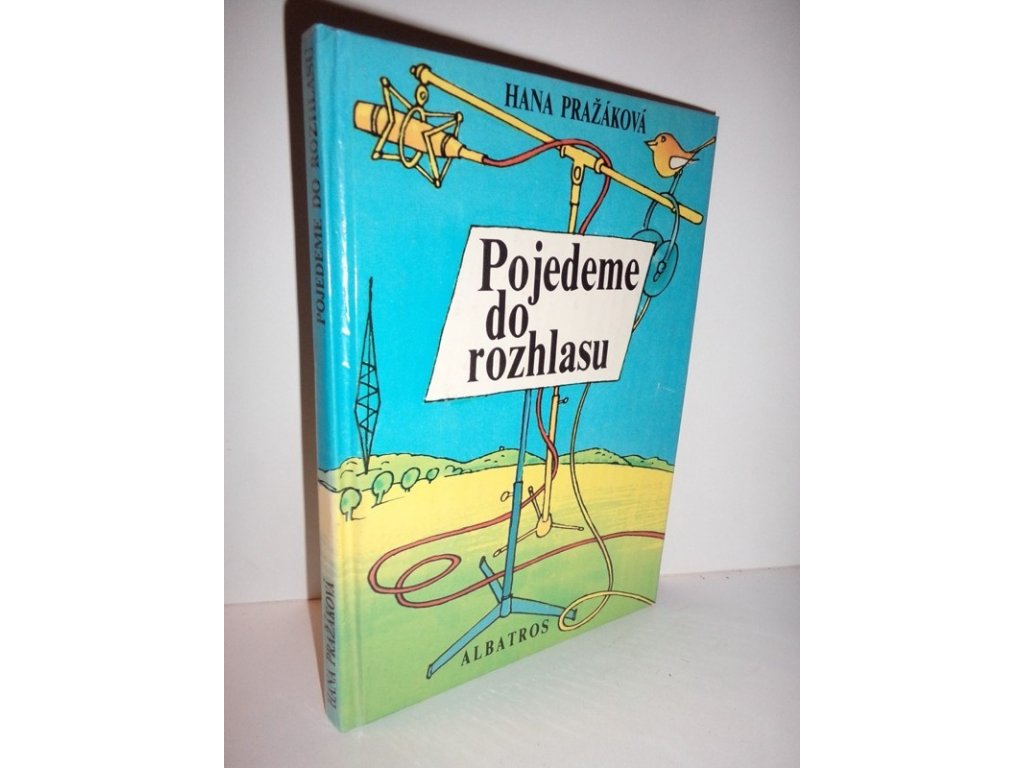 HANA PRAŽÁKOVÁ
Pojedeme
do
rozhlasu
ALBATROS
POJEDEME DO ROZHLASU
HANA PRAŽÁKOVÁ